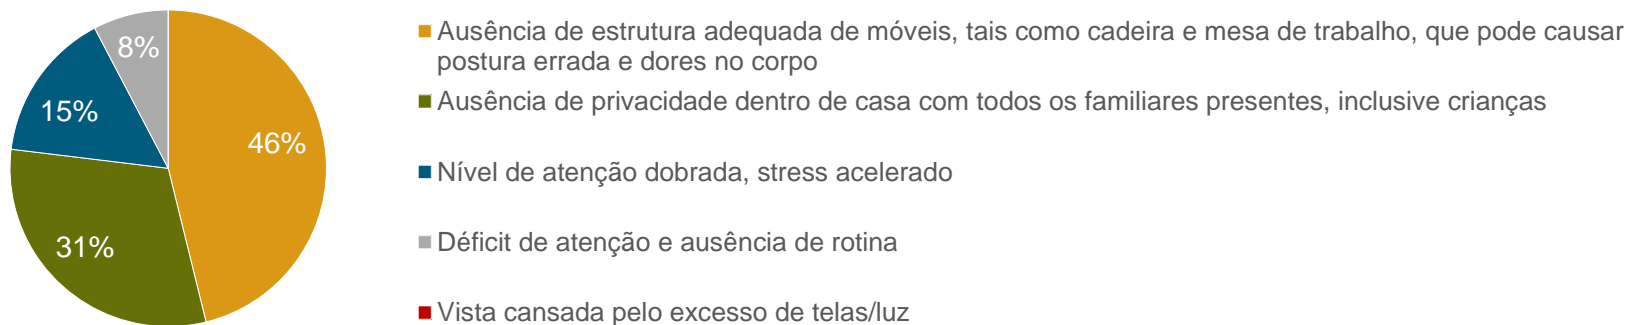 8%
15%
46%
31%
Ausência de estrutura adequada de móveis, tais como cadeira e mesa de trabalho, que pode causar
postura errada e dores no corpo
Ausência de privacidade dentro de casa com todos os familiares presentes, inclusive crianças
Nível de atenção dobrada, stress acelerado
Déficit de atenção e ausência de rotina
Vista cansada pelo excesso de telas/luz